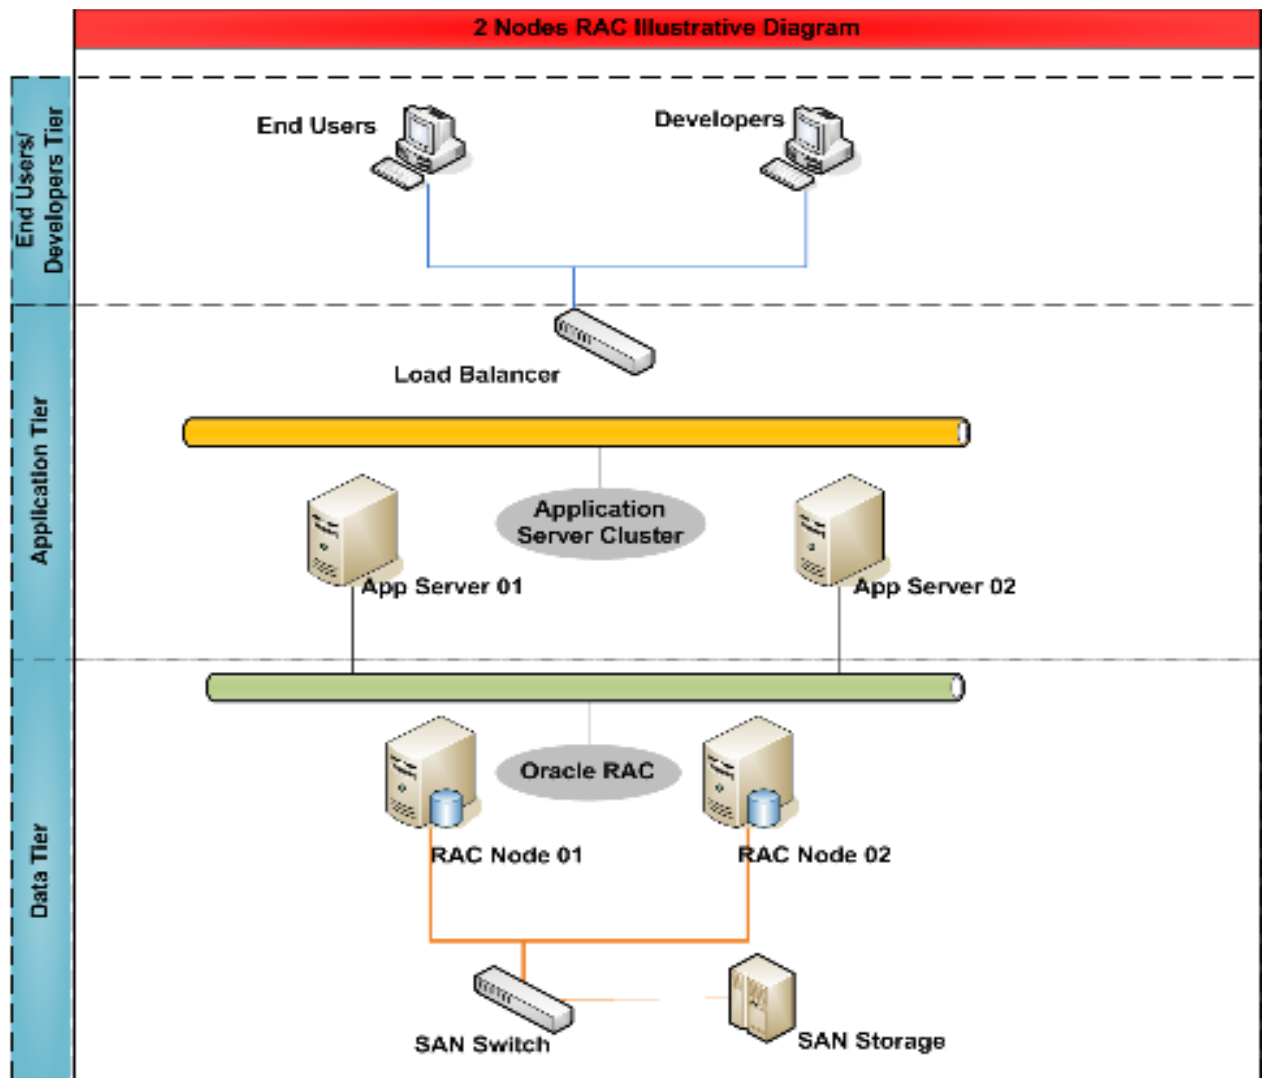 2 Nodes RAC Illustrative Diagram
End Users/
Developers Tier
End Users
Developers
Application Tier
Load Balancer
Application
Server Cluster
App Server 01
App Server 02
Data Tier
Oracle RAC
RAC Node 01
RAC Node 02
SAN Switch
SAN Storage